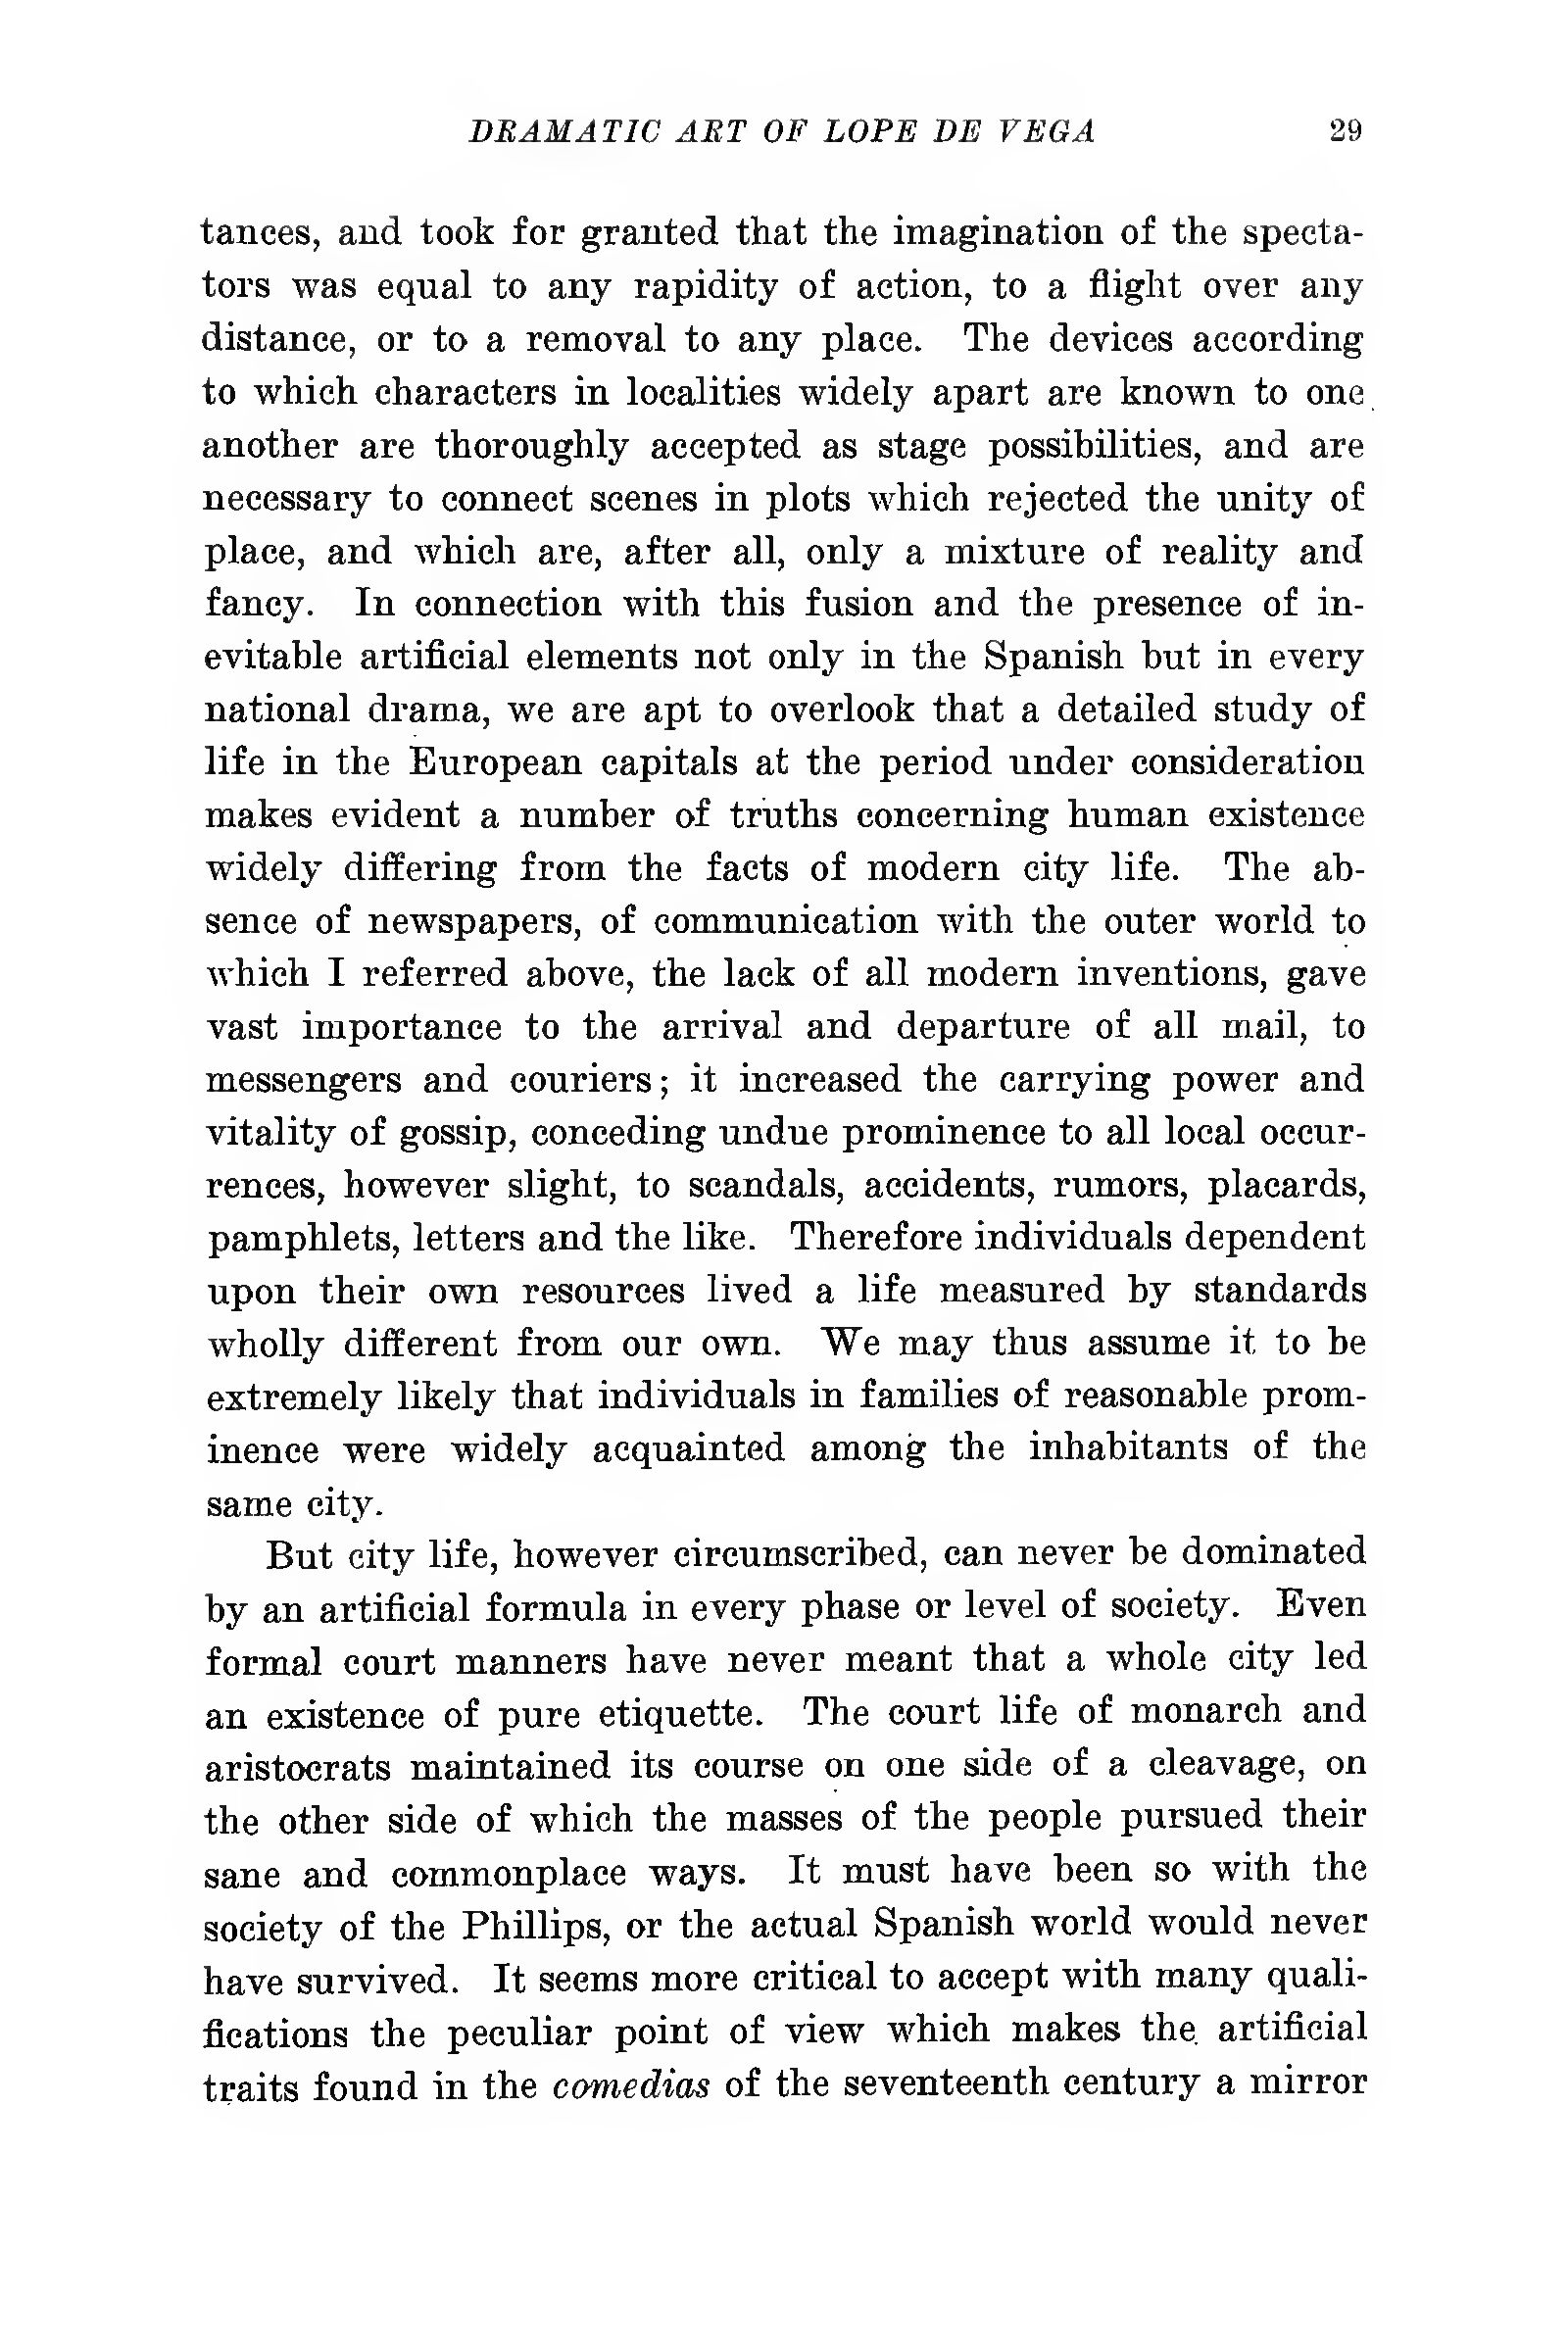 DRAMATIC ART OF LOPE DE VEGA 29
tances, and took for granted that the imagination of the specta-
tors was equal to any rapidity of action, to a flight over any
distance, or to a removal to any place. The devices according
to which characters in localities widely apart are known to one
another are thoroughly accepted as stage possibilities, and are
necessary to connect scenes in plots which rejected the unity of
place, and which are, after all, only a mixture of reality and
fancy. In connection with this fusion and the presence of in-
evitable artificial elements not only in the Spanish but in every
national drama, we are apt to overlook that a detailed study of
life in the European capitals at the period under consideration
makes evident a number of truths concerning human existence
widely differing from the facts of modern city life. The ab-
sence of newspapers, of communication with the outer world to
which I referred above, the lack of all modern inventions, gave
vast importance to the arrival and departure of all mail, to
messengers and couriers; it increased the carrying power and
vitality of gossip, conceding undue prominence to all local occur-
rences, however slight, to scandals, accidents, rumors, placards,
pamphlets, letters and the like. Therefore individuals dependent
upon their own resources lived a life measured by standards
wholly different from our own. We may thus assume it to be
extremely likely that individuals in families of reasonable prom-
inence were widely acquainted among the inhabitants of the
same city.
But city life, however circumscribed, can never be dominated
by an artificial formula in every phase or level of society. Even
formal court manners have never meant that a whole city led
an existence of pure etiquette. The court life of monarch and
aristocrats maintained its course on one side of a cleavage, on
the other side of which the masses of the people pursued their
sane and commonplace ways. It must have been so with the
society of the Phillips, or the actual Spanish world would never
have survived. It seems more critical to accept with many quali-
fications the peculiar point of view which makes the artificial
traits found in the comedias of the seventeenth century a mirror